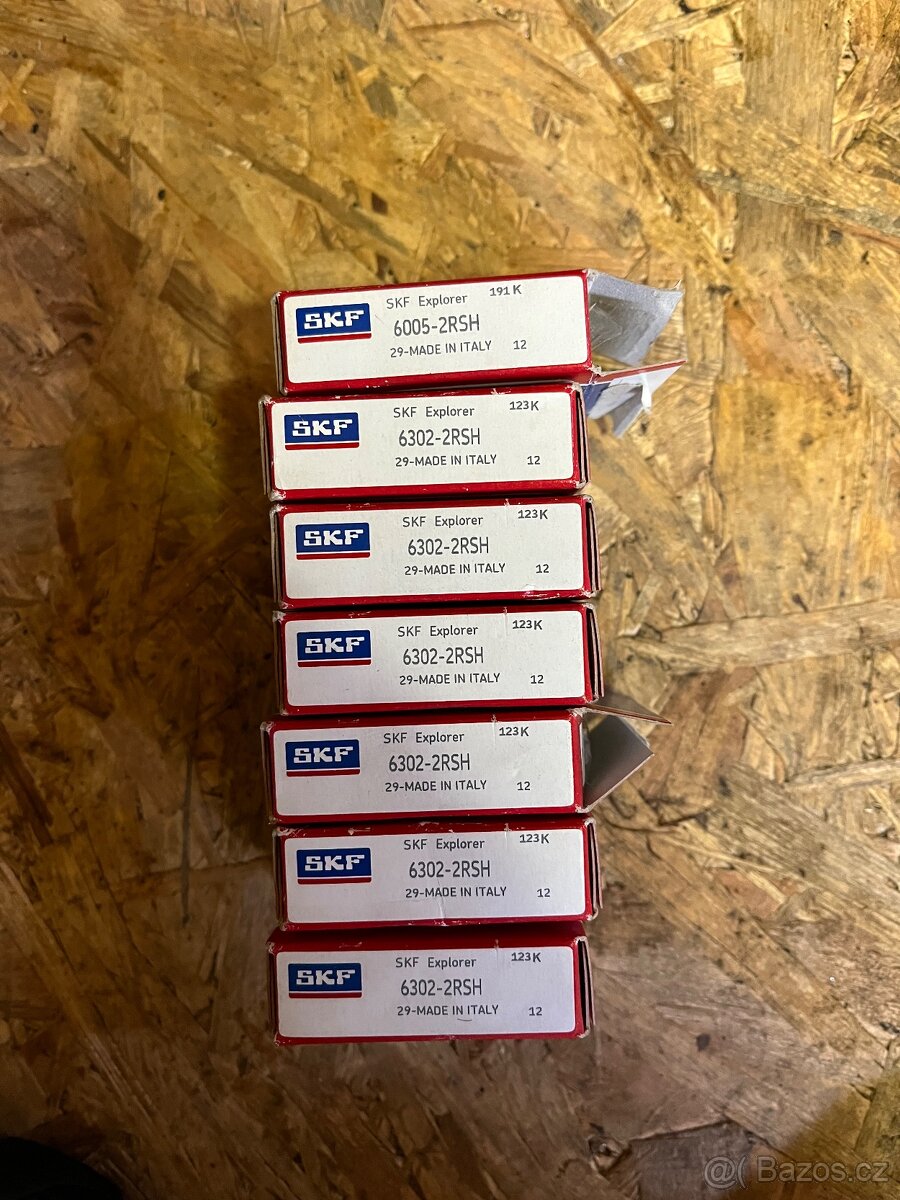 SKF
SKF Explorer 191K
6005-2RSH
29-MADE IN ITALY 12
SKF
SKF Explorer 123K
6302-2RSH
29-MADE IN ITALY 12
SKF
SKF Explorer 123K
6302-2RSH
29-MADE IN ITALY 12
SKF
SKF Explorer 123K
6302-2RSH
29-MADE IN ITALY 12
SKF
SKF Explorer 123K
6302-2RSH
29-MADE IN ITALY 12
SKF
SKF Explorer 123K
6302-2RSH
29-MADE IN ITALY 12
SKF
SKF Explorer 123K
6302-2RSH
29-MADE IN ITALY 12
@( Bazos.cz